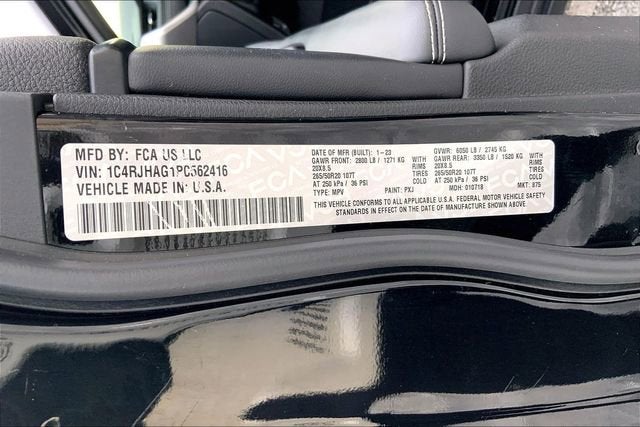 MFD BY: FCA US LLC
VIN: 1C4RJHAG1PC562416
VEHICLE MADE IN U.S.A.
DATE OF MFR (BUILT): 1-23 GVWR: 6050 LB / 2745 KG
GAWR FRONT: 2800 LB / 1271 KG WITH GAWR REAR: 3350 LB / 1520 KG WITH
20X8.5 RIMS 20X8.5 RIMS
265/50R20 107T TIRES 265/50R20 107T TIRES
AT 250 kPa / 36 PSI COLD AT 250 kPa / 36 PSI COLD
TYPE: MPV PAINT: PXJ MDH: 010718 MKT: 875
THIS VEHICLE CONFORMS TO ALL APPLICABLE U.S.A. FEDERAL MOTOR VEHICLE SAFETY
STANDARDS IN EFFECT ON THE DATE OF MANUFACTURE SHOWN ABOVE